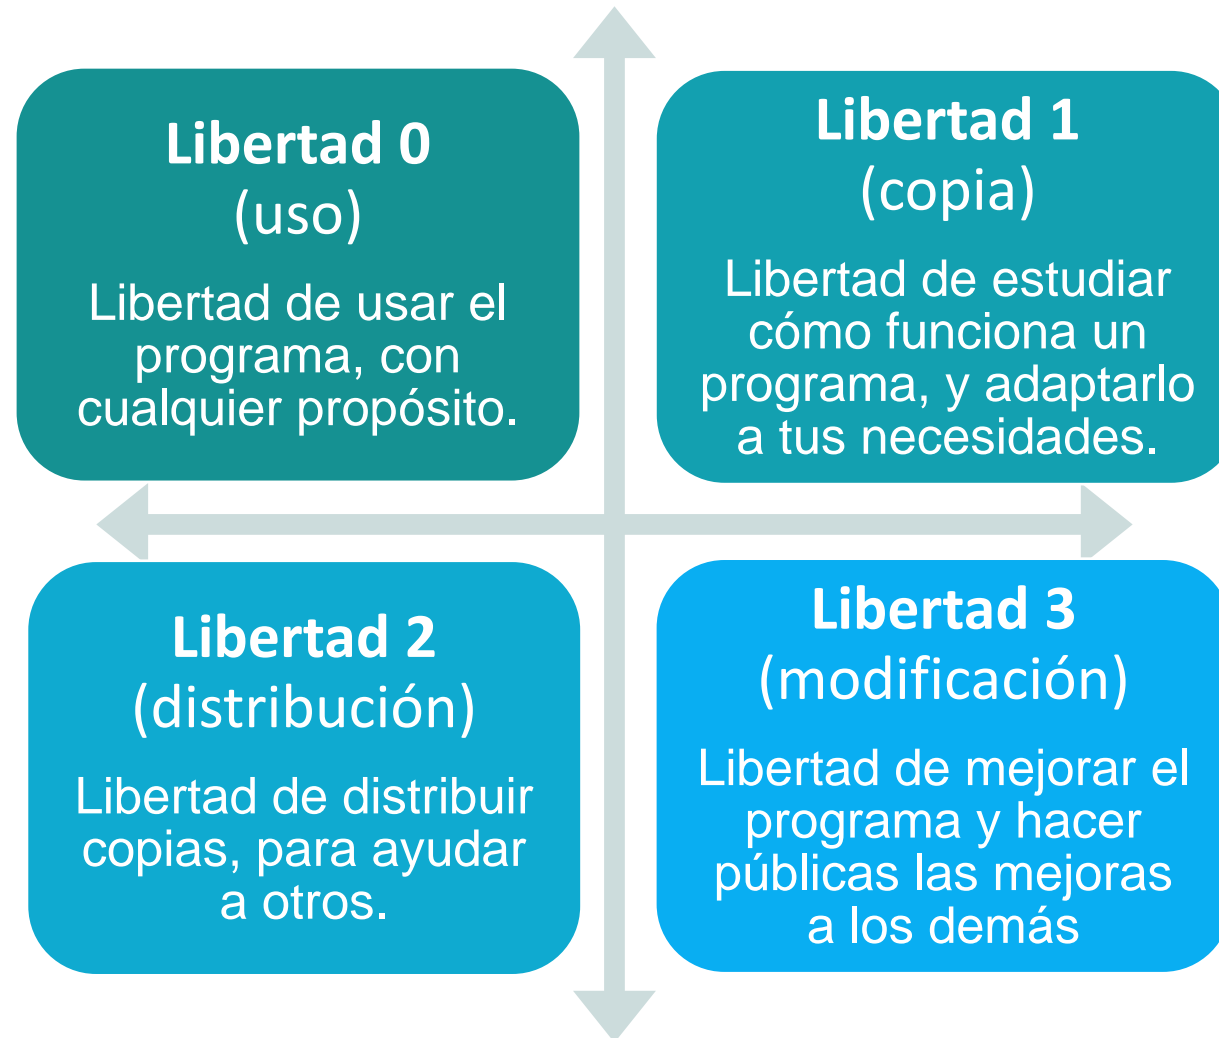 Libertad 0
(uso)
Libertad de usar el
programa, con
cualquier propósito.
Libertad 1
(copia)
Libertad de estudiar
cómo funciona un
programa, y adaptarlo
a tus necesidades.
Libertad 2
(distribución)
Libertad de distribuir
copias, para ayudar
a otros.
Libertad 3
(modificación)
Libertad de mejorar el
programa y hacer
públicas las mejoras
a los demás